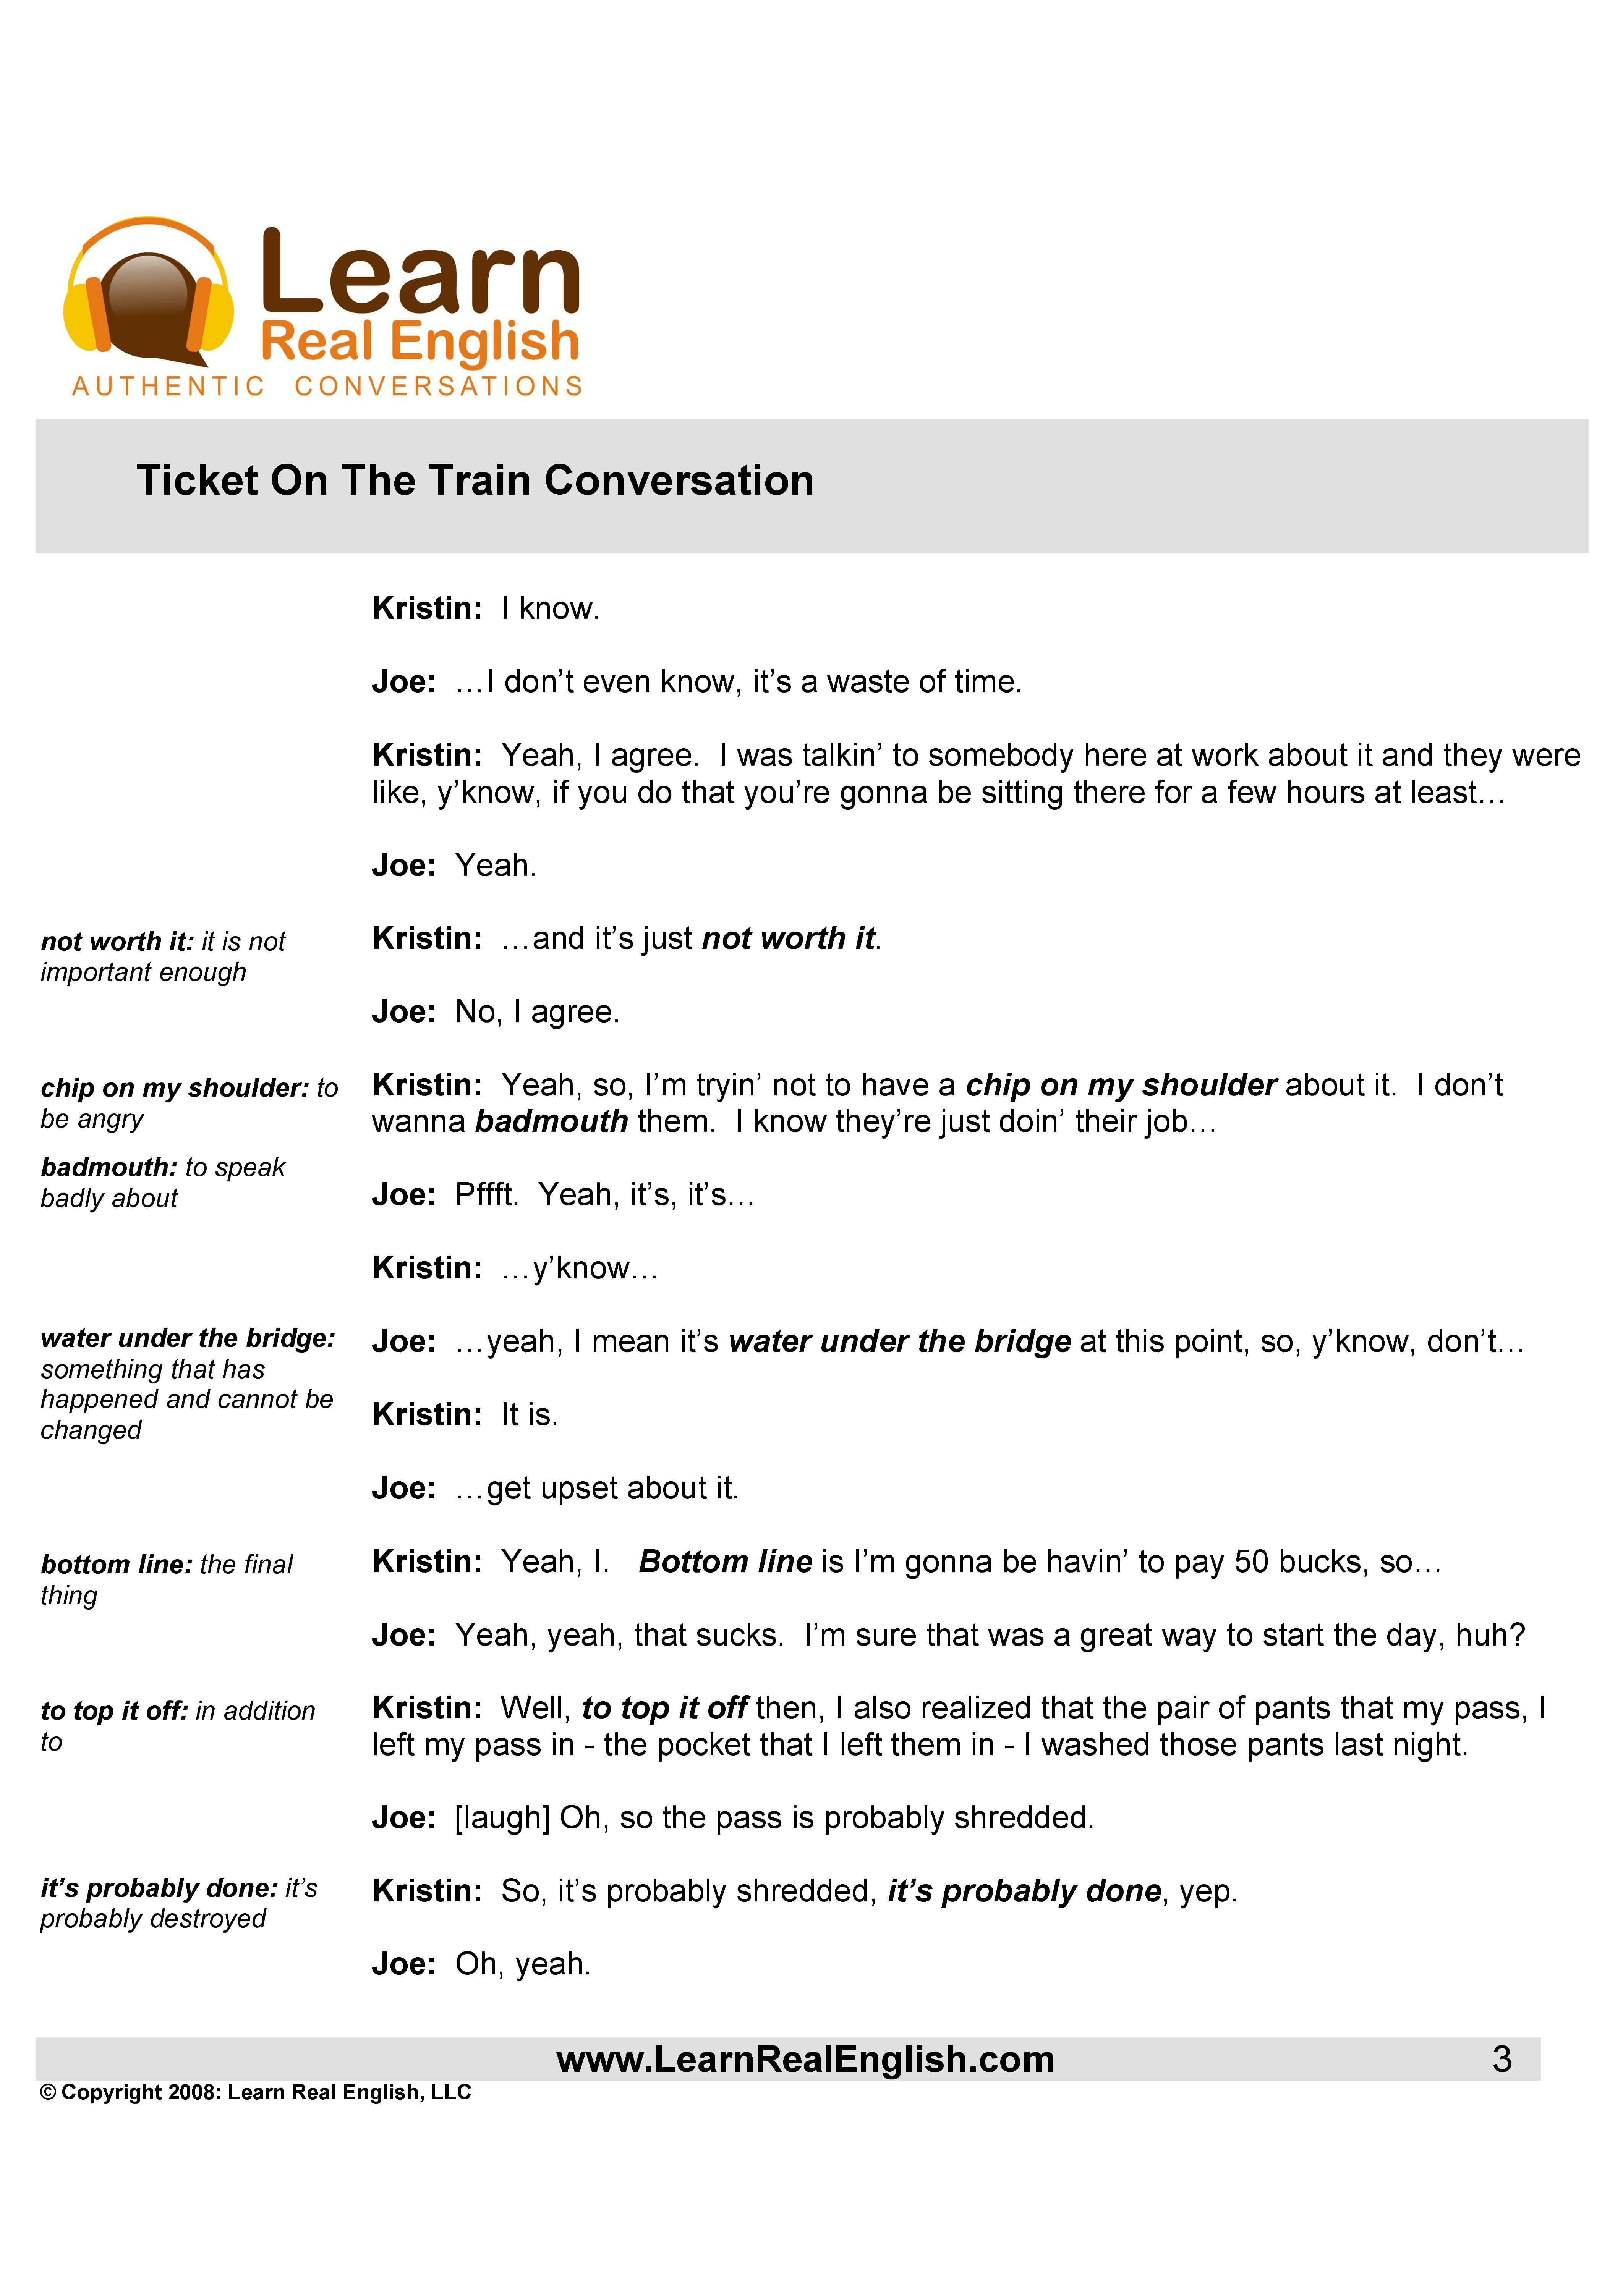 Learn
Real English
AUTHENTIC CONVERSATIONS
Ticket On The Train Conversation
Kristin: I know.
Joe: …I don’t even know, it’s a waste of time.
Kristin: Yeah, I agree. I was talkin’ to somebody here at work about it and they were
like, y’know, if you do that you’re gonna be sitting there for a few hours at least…
Joe: Yeah.
not worth it: it is not
important enough
Kristin: …and it’s just not worth it.
Joe: No, I agree.
chip on my shoulder: to
be angry
badmouth: to speak
badly about
Kristin: Yeah, so, I’m tryin’ not to have a chip on my shoulder about it. I don’t
wanna badmouth them. I know they’re just doin’ their job…
Joe: Pffft. Yeah, it’s, it’s…
Kristin: …y’know…
water under the bridge:
something that has
happened and cannot be
changed
Joe: …yeah, I mean it’s water under the bridge at this point, so, y’know, don’t…
Kristin: It is.
Joe: …get upset about it.
bottom line: the final
thing
Kristin: Yeah, I. Bottom line is I’m gonna be havin’ to pay 50 bucks, so…
Joe: Yeah, yeah, that sucks. I’m sure that was a great way to start the day, huh?
to top it off: in addition
to
Kristin: Well, to top it off then, I also realized that the pair of pants that my pass, I
left my pass in - the pocket that I left them in - I washed those pants last night.
Joe: [laugh] Oh, so the pass is probably shredded.
it’s probably done: it’s
probably destroyed
Kristin: So, it’s probably shredded, it’s probably done, yep.
Joe: Oh, yeah.
www.LearnRealEnglish.com 3
© Copyright 2008: Learn Real English, LLC